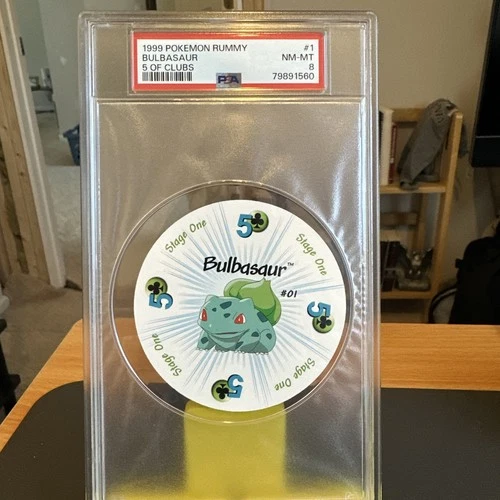 1999 POKEMON RUMMY #1
BULBASAUR NM-MT
5 OF CLUBS 8
PSA 79891560
5
Stage One Stage One
Bulbasaur™
#01
5 5
Stage One Stage One
5